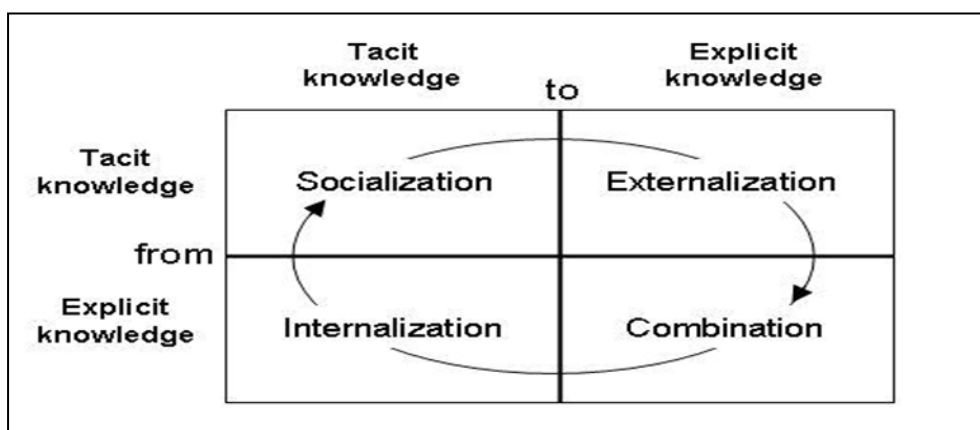 Tacit
knowledge
Explicit
knowledge
to
Tacit
knowledge
Socialization
Externalization
from
Explicit
knowledge
Internalization
Combination